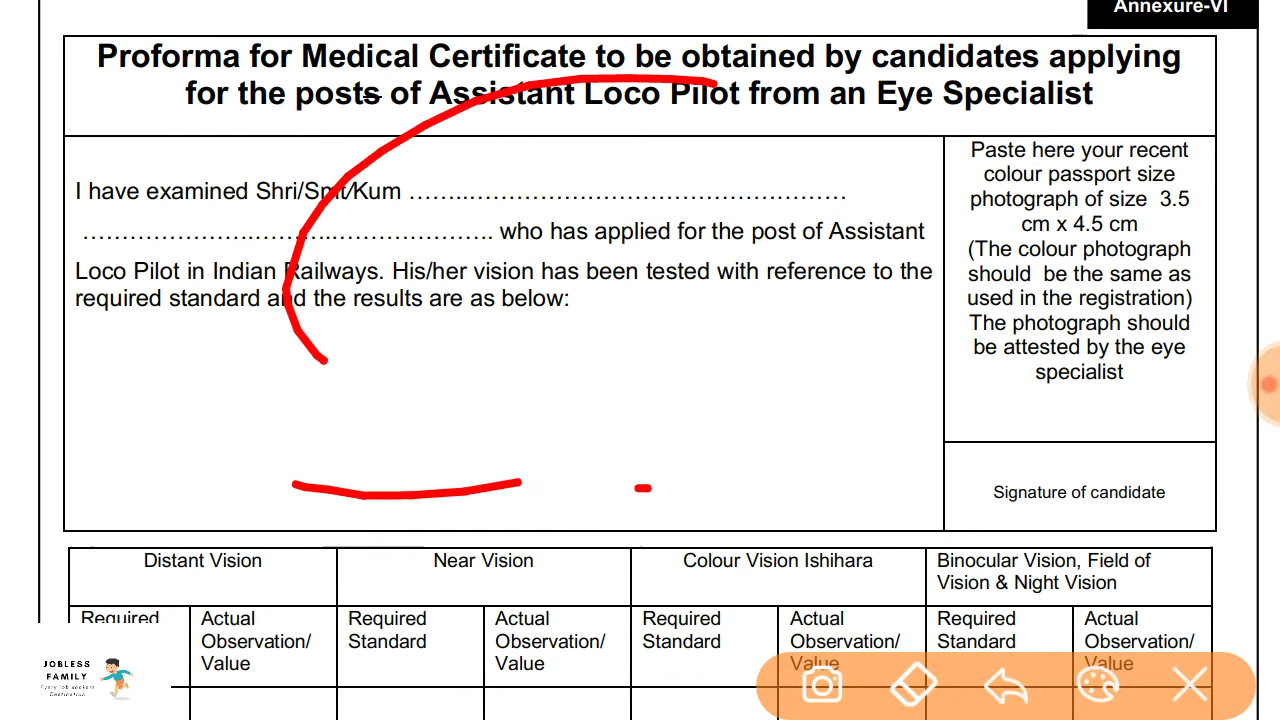 Annexure-VI
Proforma for Medical Certificate to be obtained by candidates applying
for the posts of Assistant Loco Pilot from an Eye Specialist
I have examined Shri/Smt/Kum ……..…………………………………………………
…………………….………..………………….. who has applied for the post of Assistant
Loco Pilot in Indian Railways. His/her vision has been tested with reference to the
required standard and the results are as below:
Paste here your recent
colour passport size
photograph of size 3.5
cm x 4.5 cm
(The colour photograph
should be the same as
used in the registration)
The photograph should
be attested by the eye
specialist
Signature of candidate
Distant Vision
Near Vision
Colour Vision Ishihara
Binocular Vision, Field of
Vision & Night Vision
Required
Actual
Observation/
Value
Required
Standard
Actual
Observation/
Value
Required
Standard
Actual
Observation/
Value
Required
Standard
Actual
Observation/
Value
JOBLESS
FAMILY
Every Job seekers
Destination